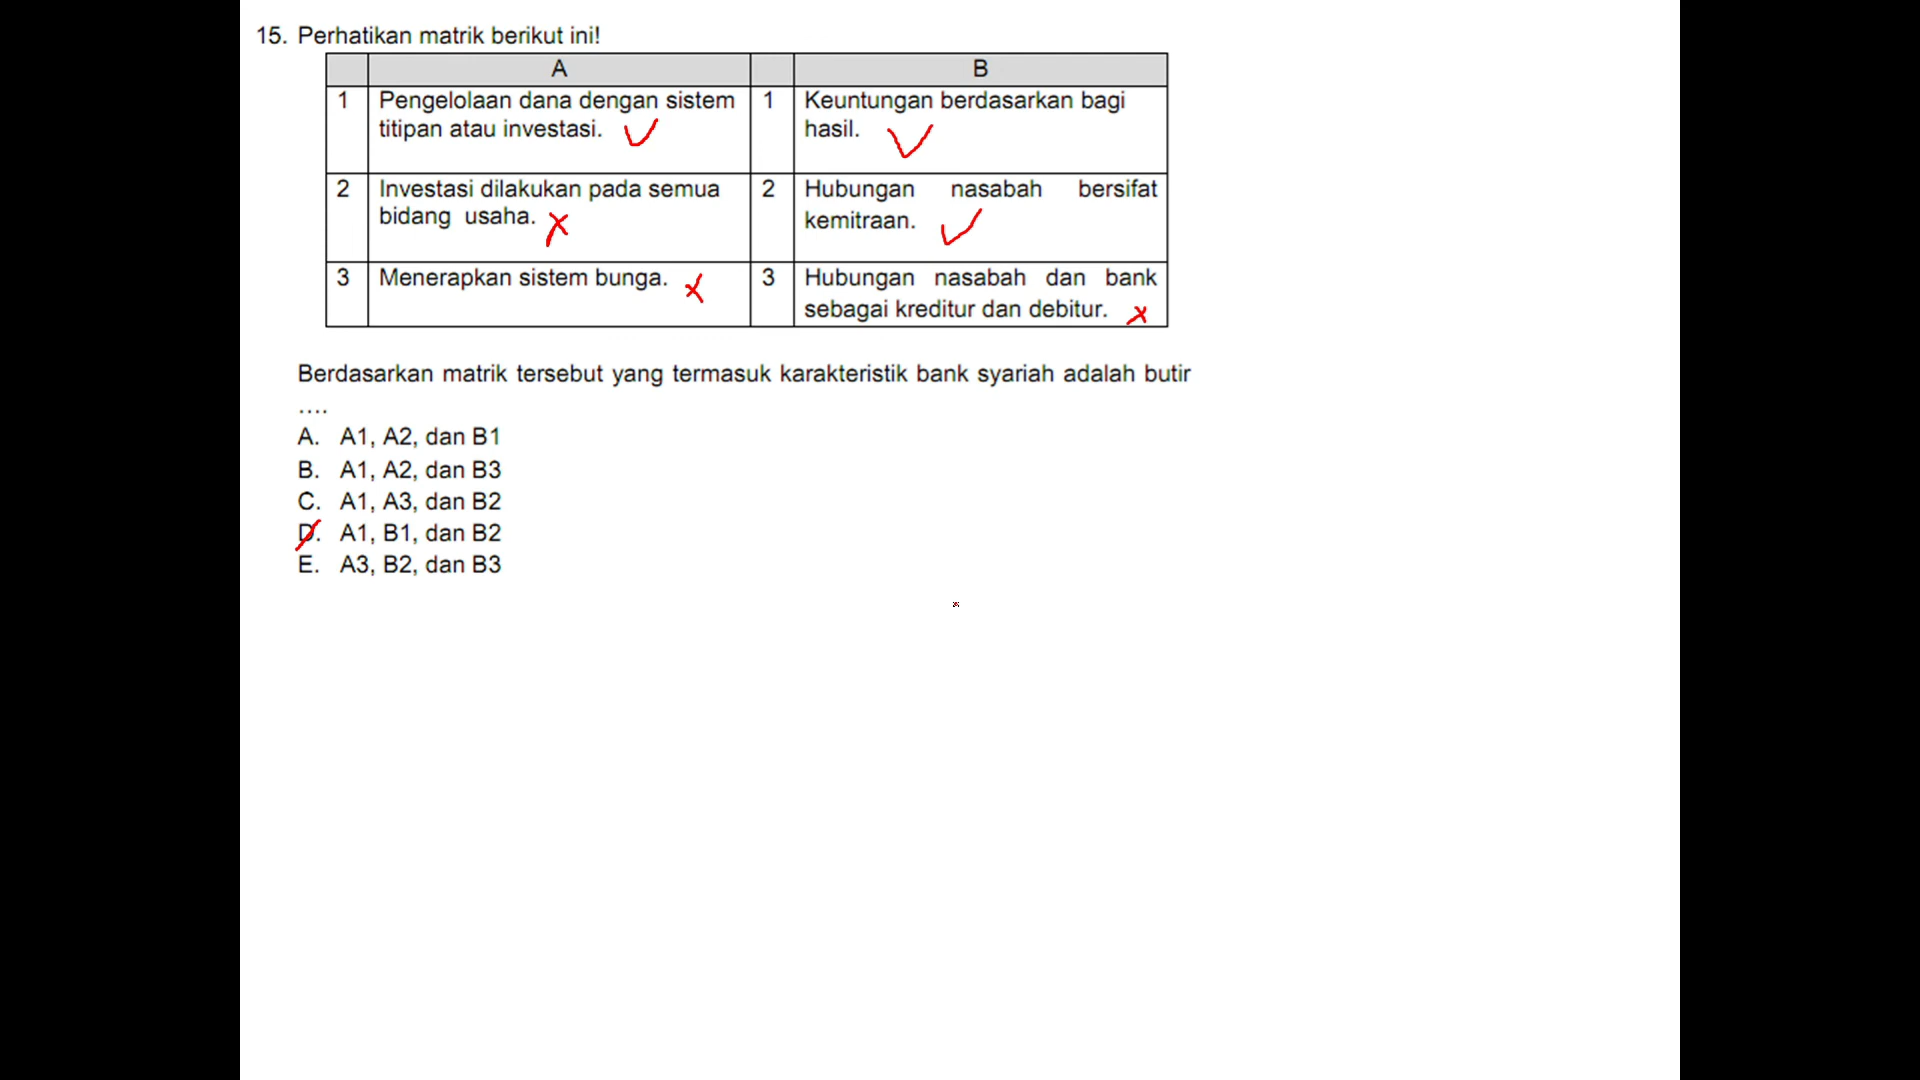 15. Perhatikan matrik berikut ini!
A B
1 Pengelolaan dana dengan sistem 1 Keuntungan berdasarkan bagi
titipan atau investasi. hasil.
2 Investasi dilakukan pada semua 2 Hubungan nasabah bersifat
bidang usaha. kemitraan.
3 Menerapkan sistem bunga. 3 Hubungan nasabah dan bank
sebagai kreditur dan debitur.
Berdasarkan matrik tersebut yang termasuk karakteristik bank syariah adalah butir
....
A. A1, A2, dan B1
B. A1, A2, dan B3
C. A1, A3, dan B2
D. A1, B1, dan B2
E. A3, B2, dan B3